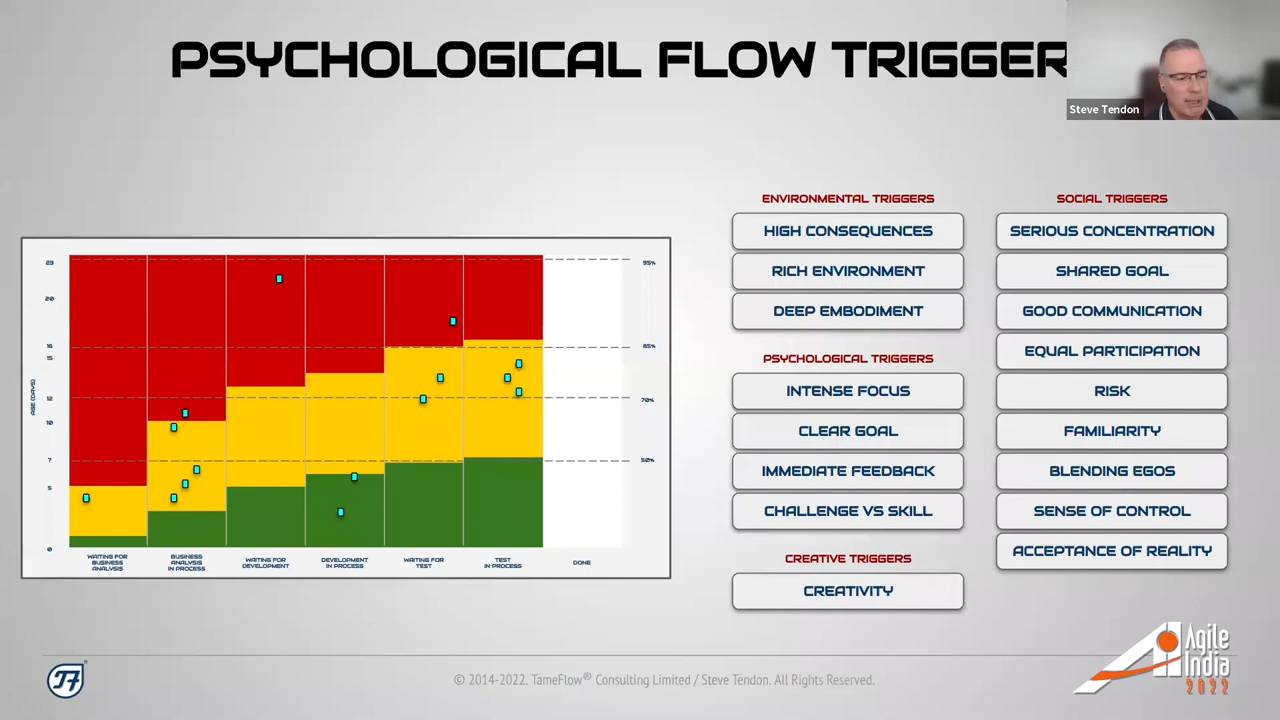 PSYCHOLOGICAL FLOW TRIGGER
Steve Tendon
23
20
16
15
12
10
7
5
0
AGE (DAYS)
95%
85%
70%
50%
WAITING FOR
BUSINESS
ANALYSIS
BUSINESS
ANALYSIS
IN PROCESS
WAITING FOR
DEVELOPMENT
DEVELOPMENT
IN PROCESS
WAITING FOR
TEST
TEST
IN PROCESS
DONE
ENVIRONMENTAL TRIGGERS
HIGH CONSEQUENCES
RICH ENVIRONMENT
DEEP EMBODIMENT
PSYCHOLOGICAL TRIGGERS
INTENSE FOCUS
CLEAR GOAL
IMMEDIATE FEEDBACK
CHALLENGE VS SKILL
CREATIVE TRIGGERS
CREATIVITY
SOCIAL TRIGGERS
SERIOUS CONCENTRATION
SHARED GOAL
GOOD COMMUNICATION
EQUAL PARTICIPATION
RISK
FAMILIARITY
BLENDING EGOS
SENSE OF CONTROL
ACCEPTANCE OF REALITY
TF®
© 2014-2022, TameFlow® Consulting Limited / Steve Tendon. All Rights Reserved.
Agile
India
2022